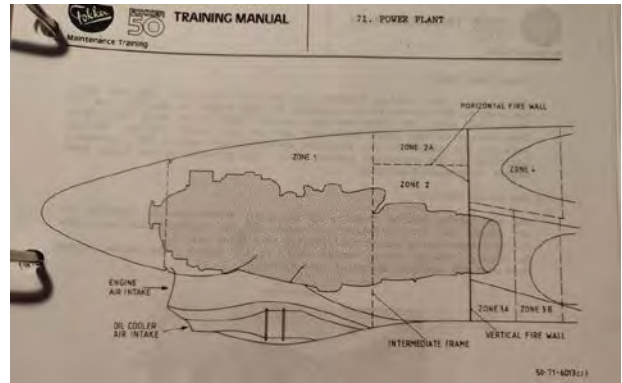 Fokker
50
TRAINING MANUAL
Maintenance Training
71. POWER PLANT
HORIZONTAL FIRE WALL
ZONE 1
ZONE 2A
ZONE 2
ZONE 4
ENGINE
AIR INTAKE
ZONE 3A
ZONE 3B
OIL COOLER
AIR INTAKE
VERTICAL FIRE WALL
INTERMEDIATE FRAME